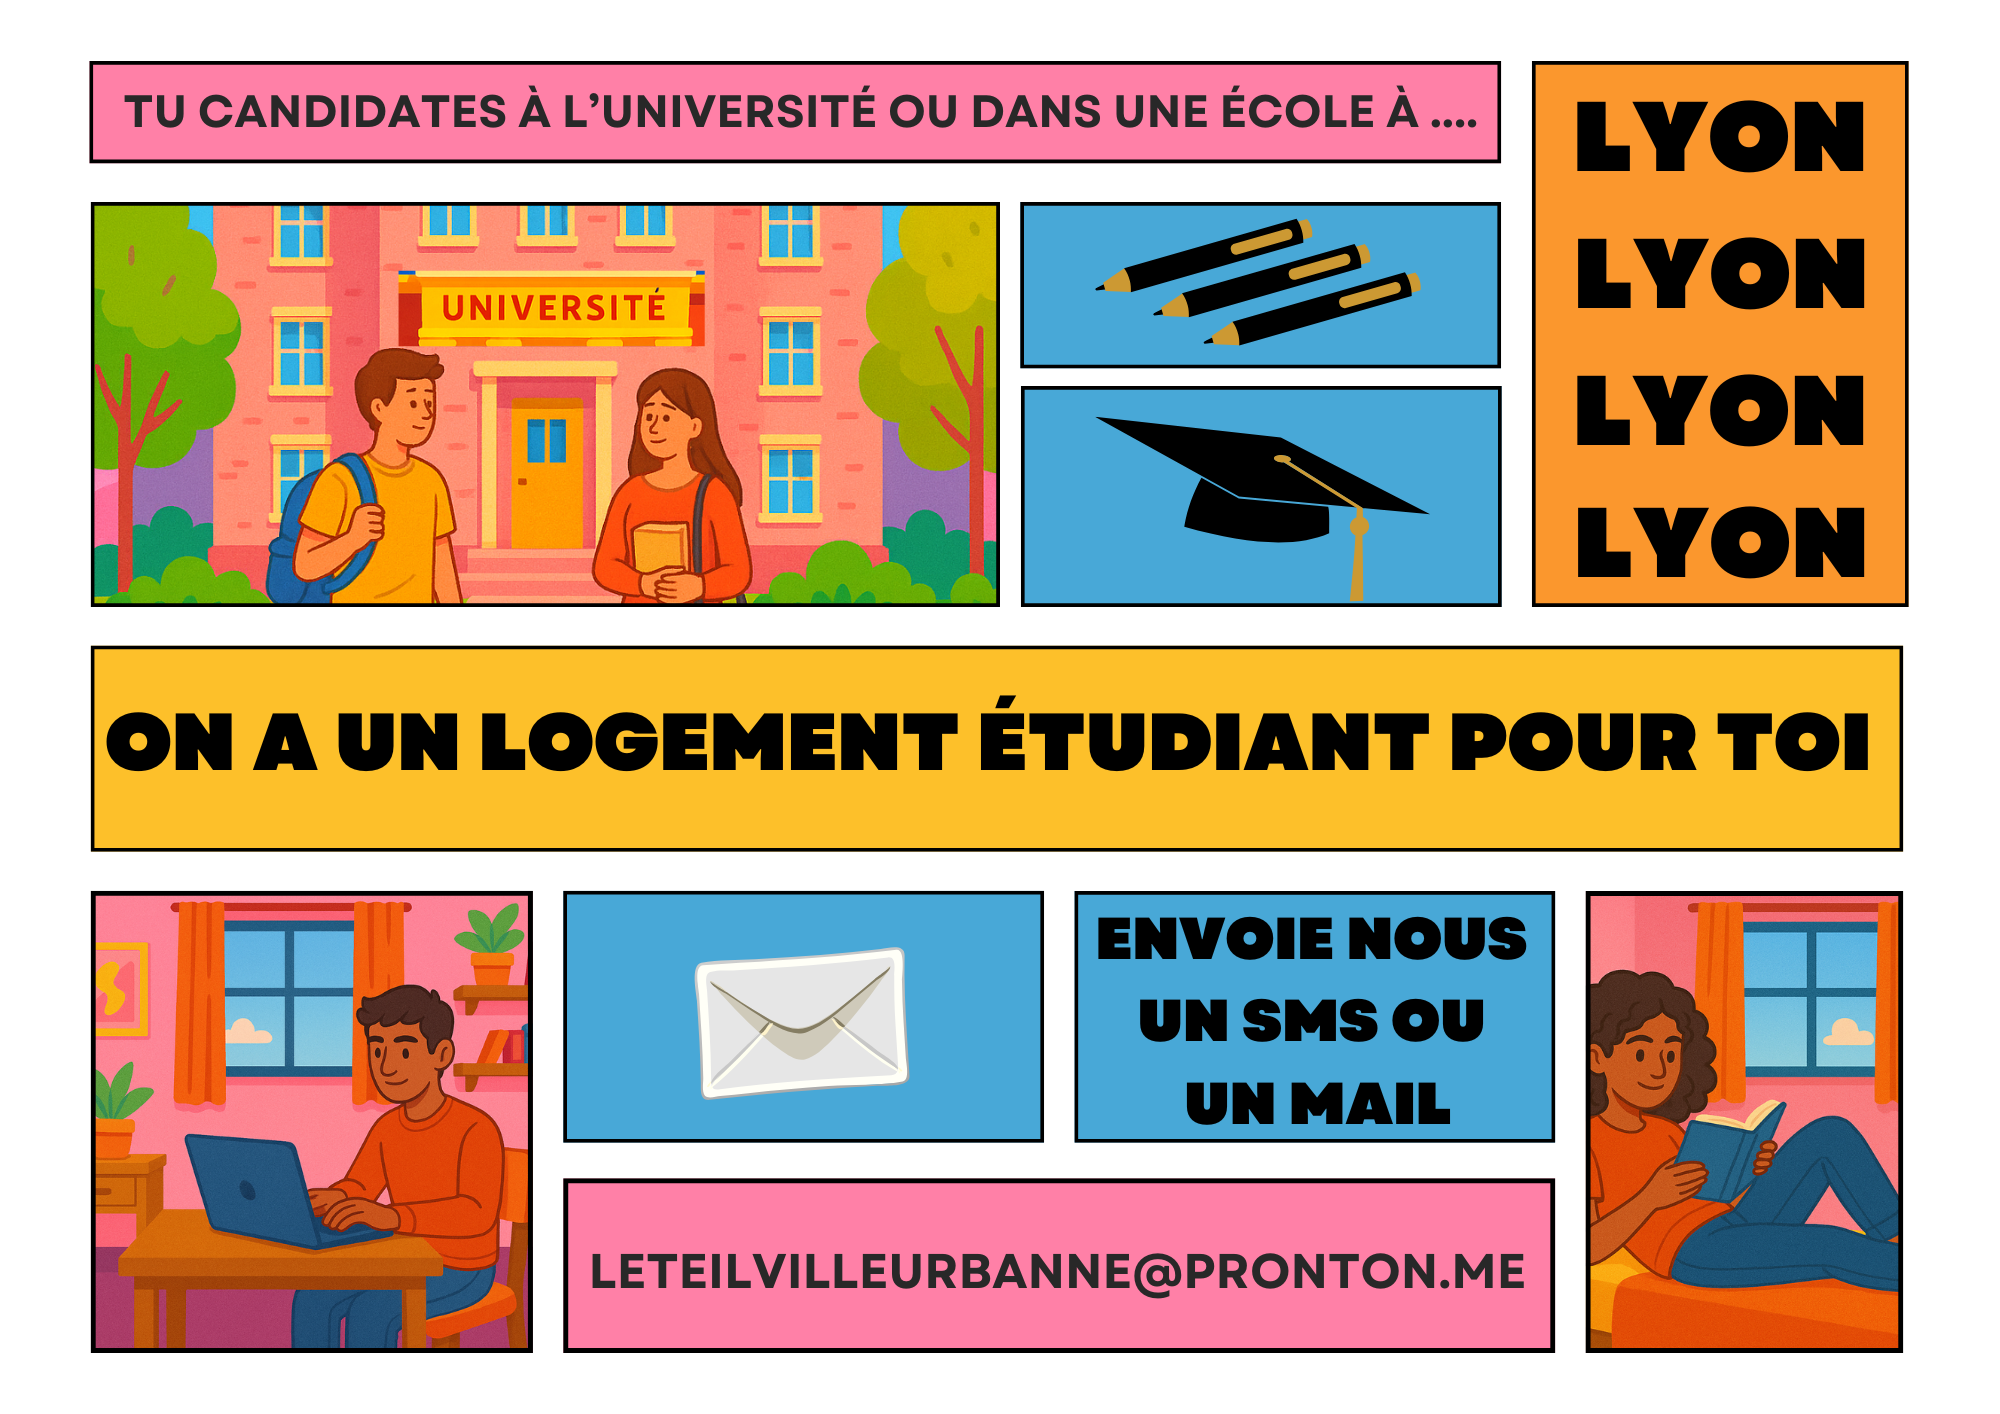 TU CANDIDATES À L’UNIVERSITÉ OU DANS UNE ÉCOLE À ....
LYON
LYON
LYON
LYON
UNIVERSITÉ
ON A UN LOGEMENT ÉTUDIANT POUR TOI
ENVOIE NOUS
UN SMS OU
UN MAIL
LETEILVILLEURBANNE@PRONTON.ME